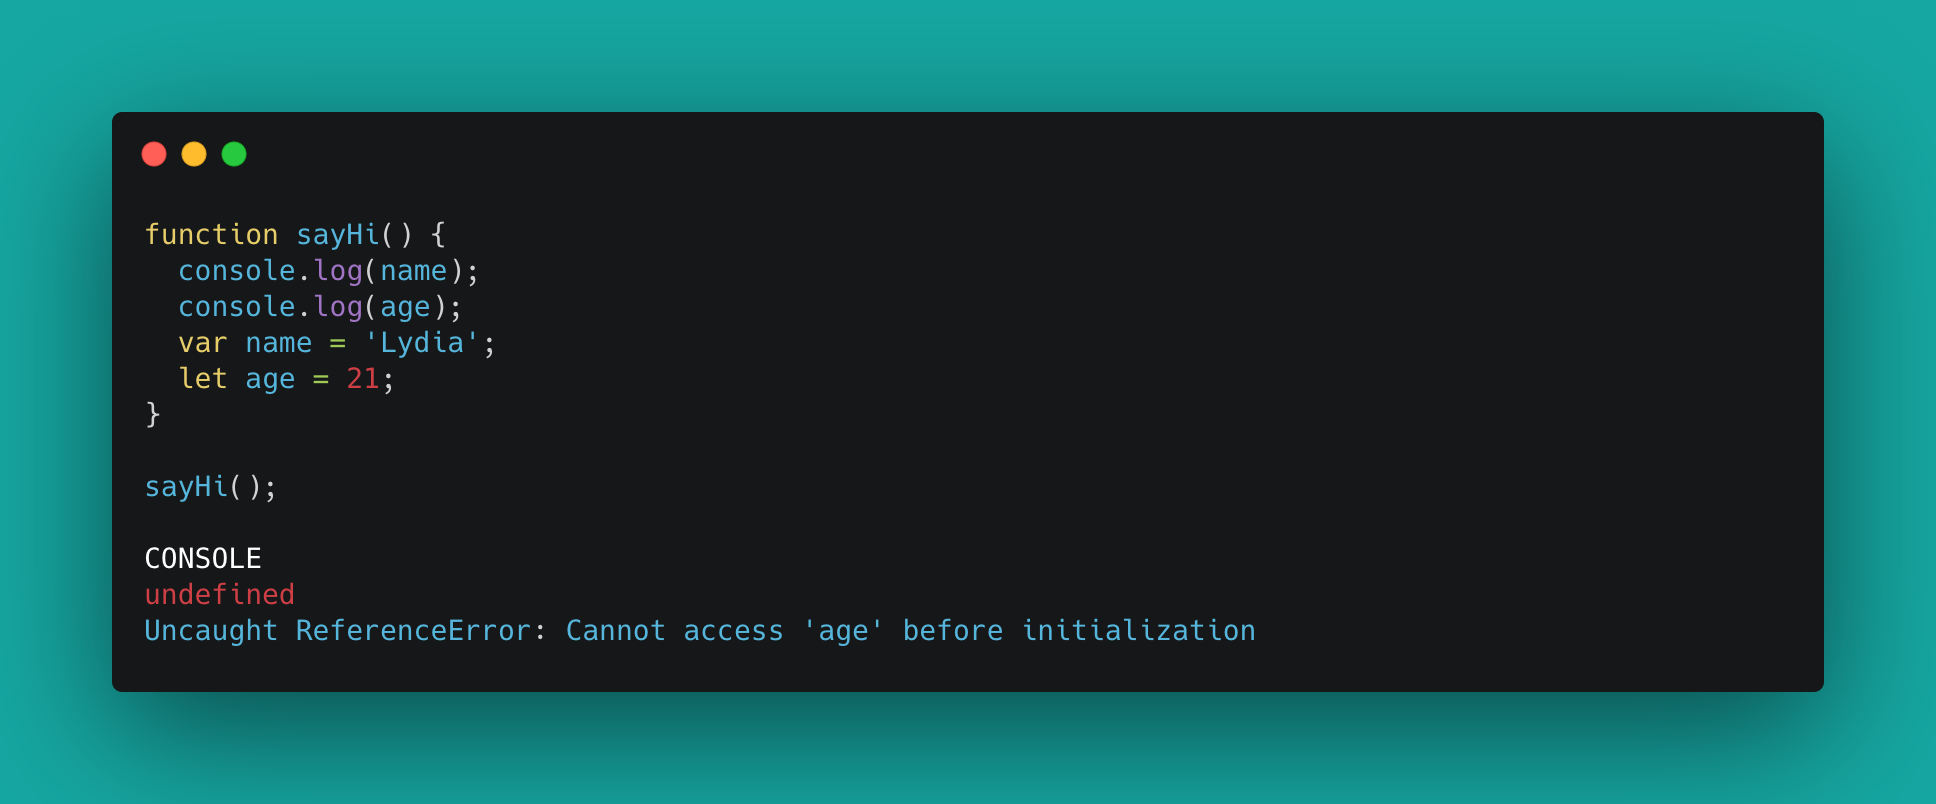 function sayHi() {
  console.log(name);
  console.log(age);
  var name = 'Lydia';
  let age = 21;
}

sayHi();

CONSOLE
undefined
Uncaught ReferenceError: Cannot access 'age' before initialization